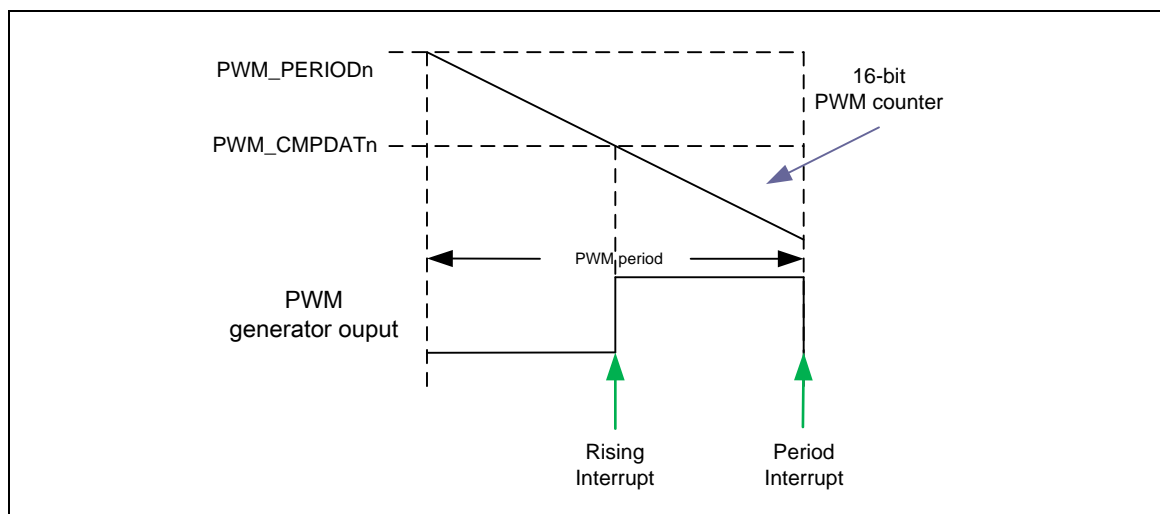 PWM_PERIODn
16-bit
PWM counter
PWM_CMPDATn
PWM period
PWM
generator ouput
Rising
Interrupt
Period
Interrupt